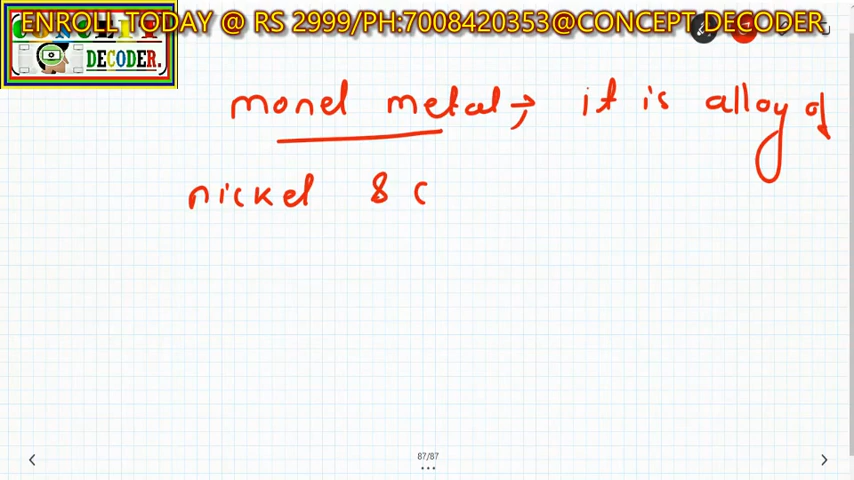 ENROLL TODAY @ RS 2999/PH:7008420353@CONCEPT DECODER.
DECODER.
monel metal → it is alloy of
nickel & c
87/87